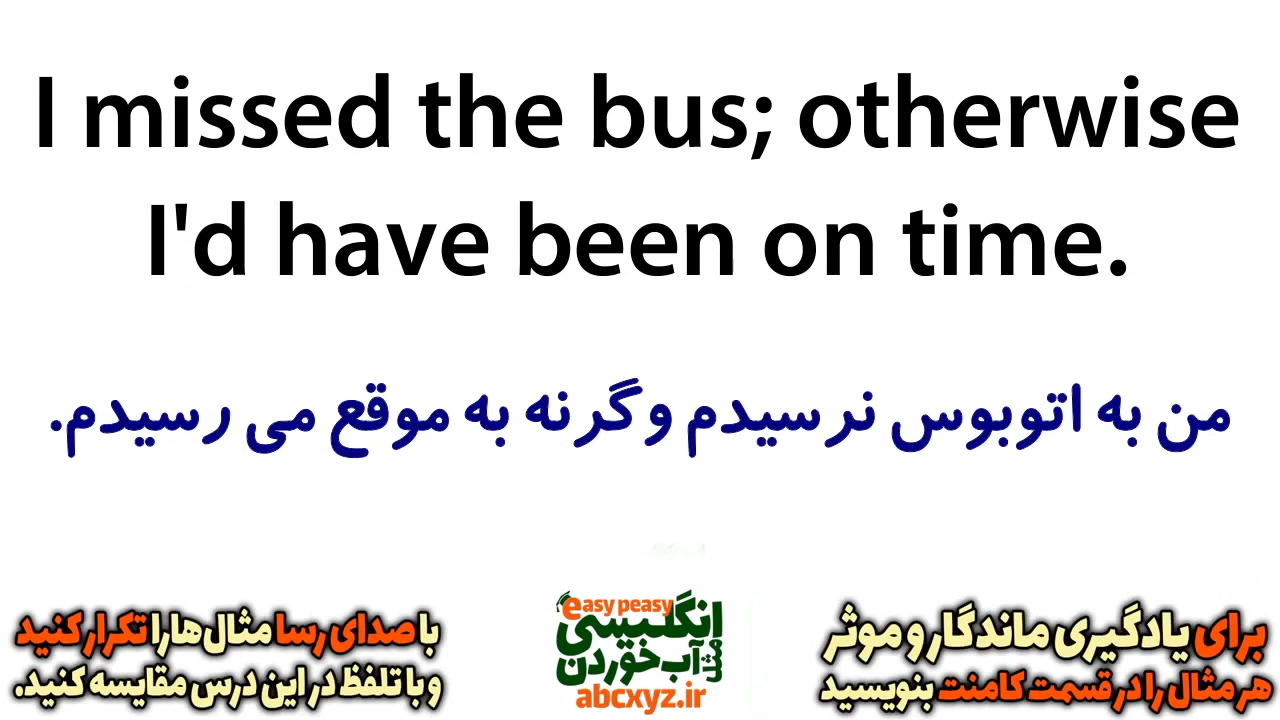 I missed the bus; otherwise
I'd have been on time.
من به اتوبوس نرسیدم وگرنه به موقع می رسیدم.
برای یادگیری ماندگار و موثر
هر مثال را در قسمت کامنت بنویسید
easy peasy
انگلیسی
مثل آب خوردن
abcxyz.ir
با صدای رسا مثال‌ها را تکرار کنید
و با تلفظ در این درس مقایسه کنید.